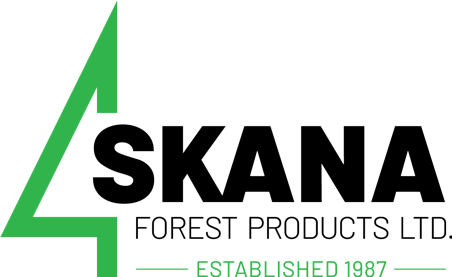 SKANA
FOREST PRODUCTS LTD.
ESTABLISHED 1987